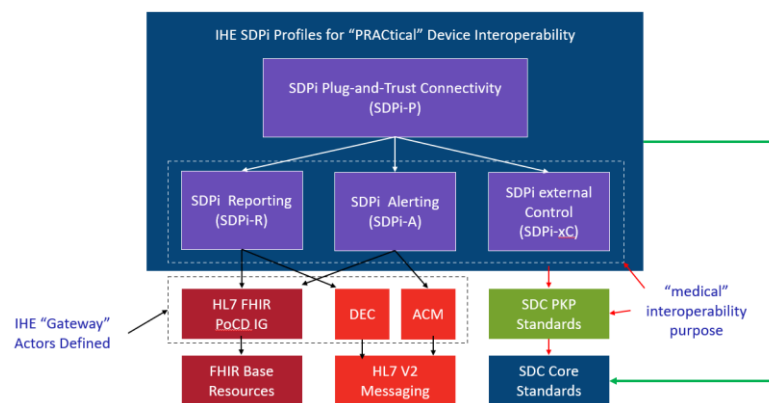 IHE SDPi Profiles for “PRACtical” Device Interoperability
SDPi Plug-and-Trust Connectivity
(SDPi-P)
SDPi Reporting
(SDPi-R)
SDPi Alerting
(SDPi-A)
SDPi external
Control
(SDPi-xC)
IHE “Gateway”
Actors Defined
HL7 FHIR
PoCD IG
DEC
ACM
SDC PKP
Standards
“medical”
interoperability
purpose
FHIR Base
Resources
HL7 V2
Messaging
SDC Core
Standards